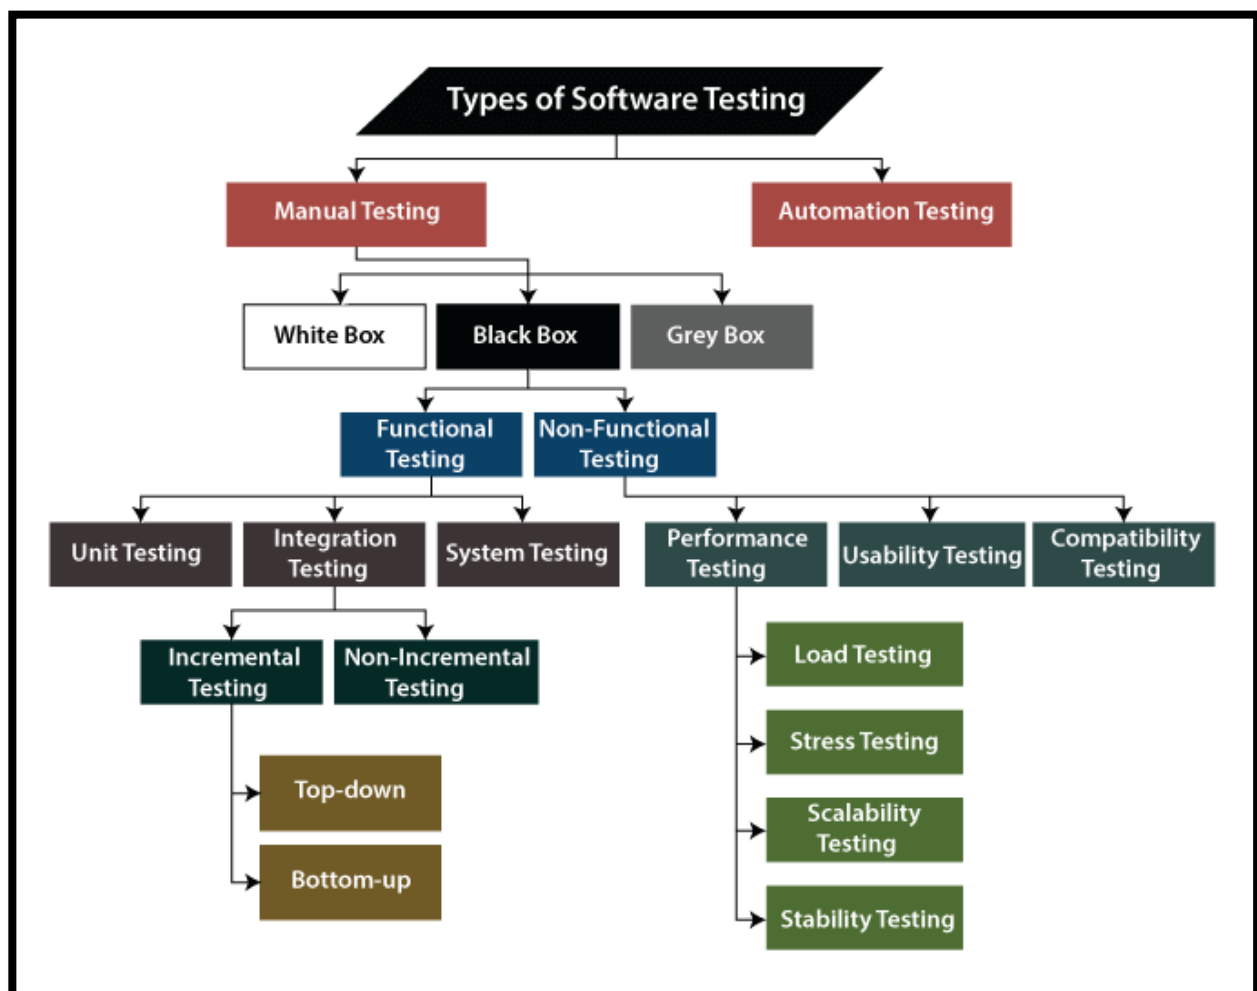 Types of Software Testing
Manual Testing
Automation Testing
White Box
Black Box
Grey Box
Functional
Testing
Non-Functional
Testing
Unit Testing
Integration
Testing
System Testing
Performance
Testing
Usability Testing
Compatibility
Testing
Incremental
Testing
Non-Incremental
Testing
Load Testing
Stress Testing
Top-down
Scalability
Testing
Bottom-up
Stability Testing